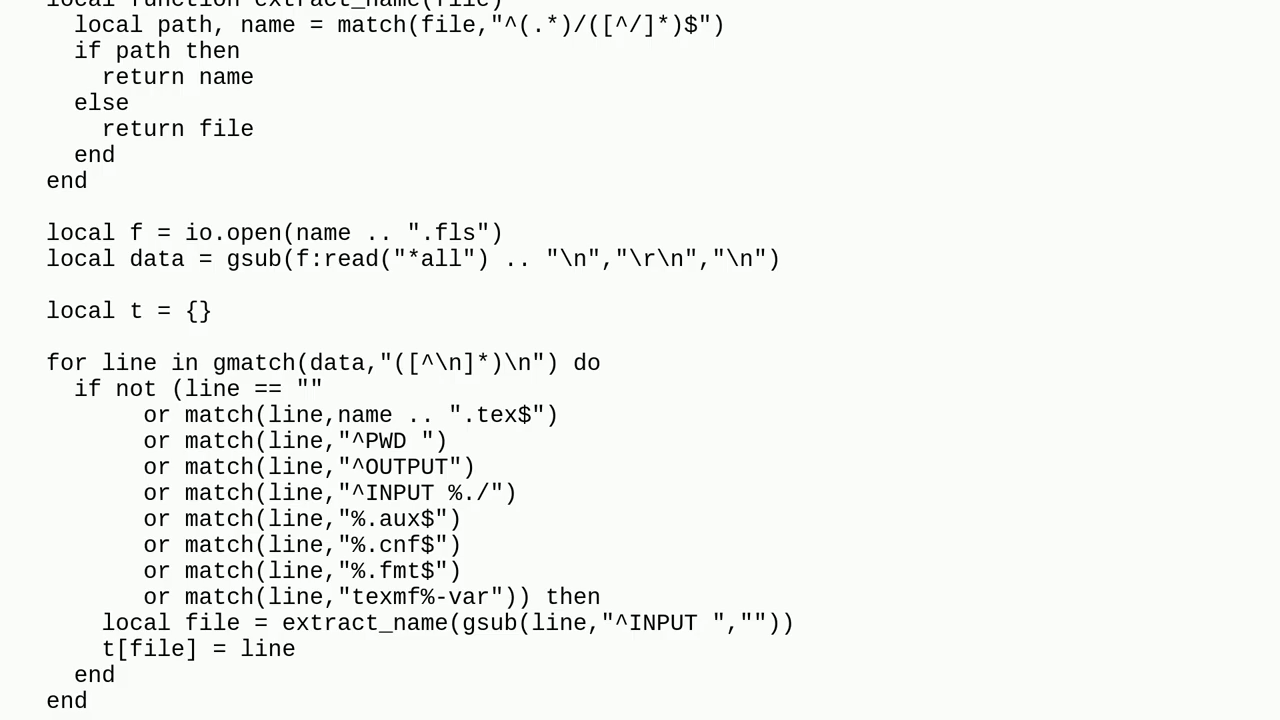 local function extract_name(file)
  local path, name = match(file,"^(.*)/([^/]*)$")
  if path then
    return name
  else
    return file
  end
end

local f = io.open(name .. ".fls")
local data = gsub(f:read("*all") .. "\n","\r\n","\n")

local t = {}

for line in gmatch(data,"([^\n]*)\n") do
  if not (line == ""
       or match(line,name .. ".tex$")
       or match(line,"^PWD ")
       or match(line,"^OUTPUT")
       or match(line,"^INPUT %./")
       or match(line,"%.aux$")
       or match(line,"%.cnf$")
       or match(line,"%.fmt$")
       or match(line,"texmf%-var")) then
    local file = extract_name(gsub(line,"^INPUT ",""))
    t[file] = line
  end
end